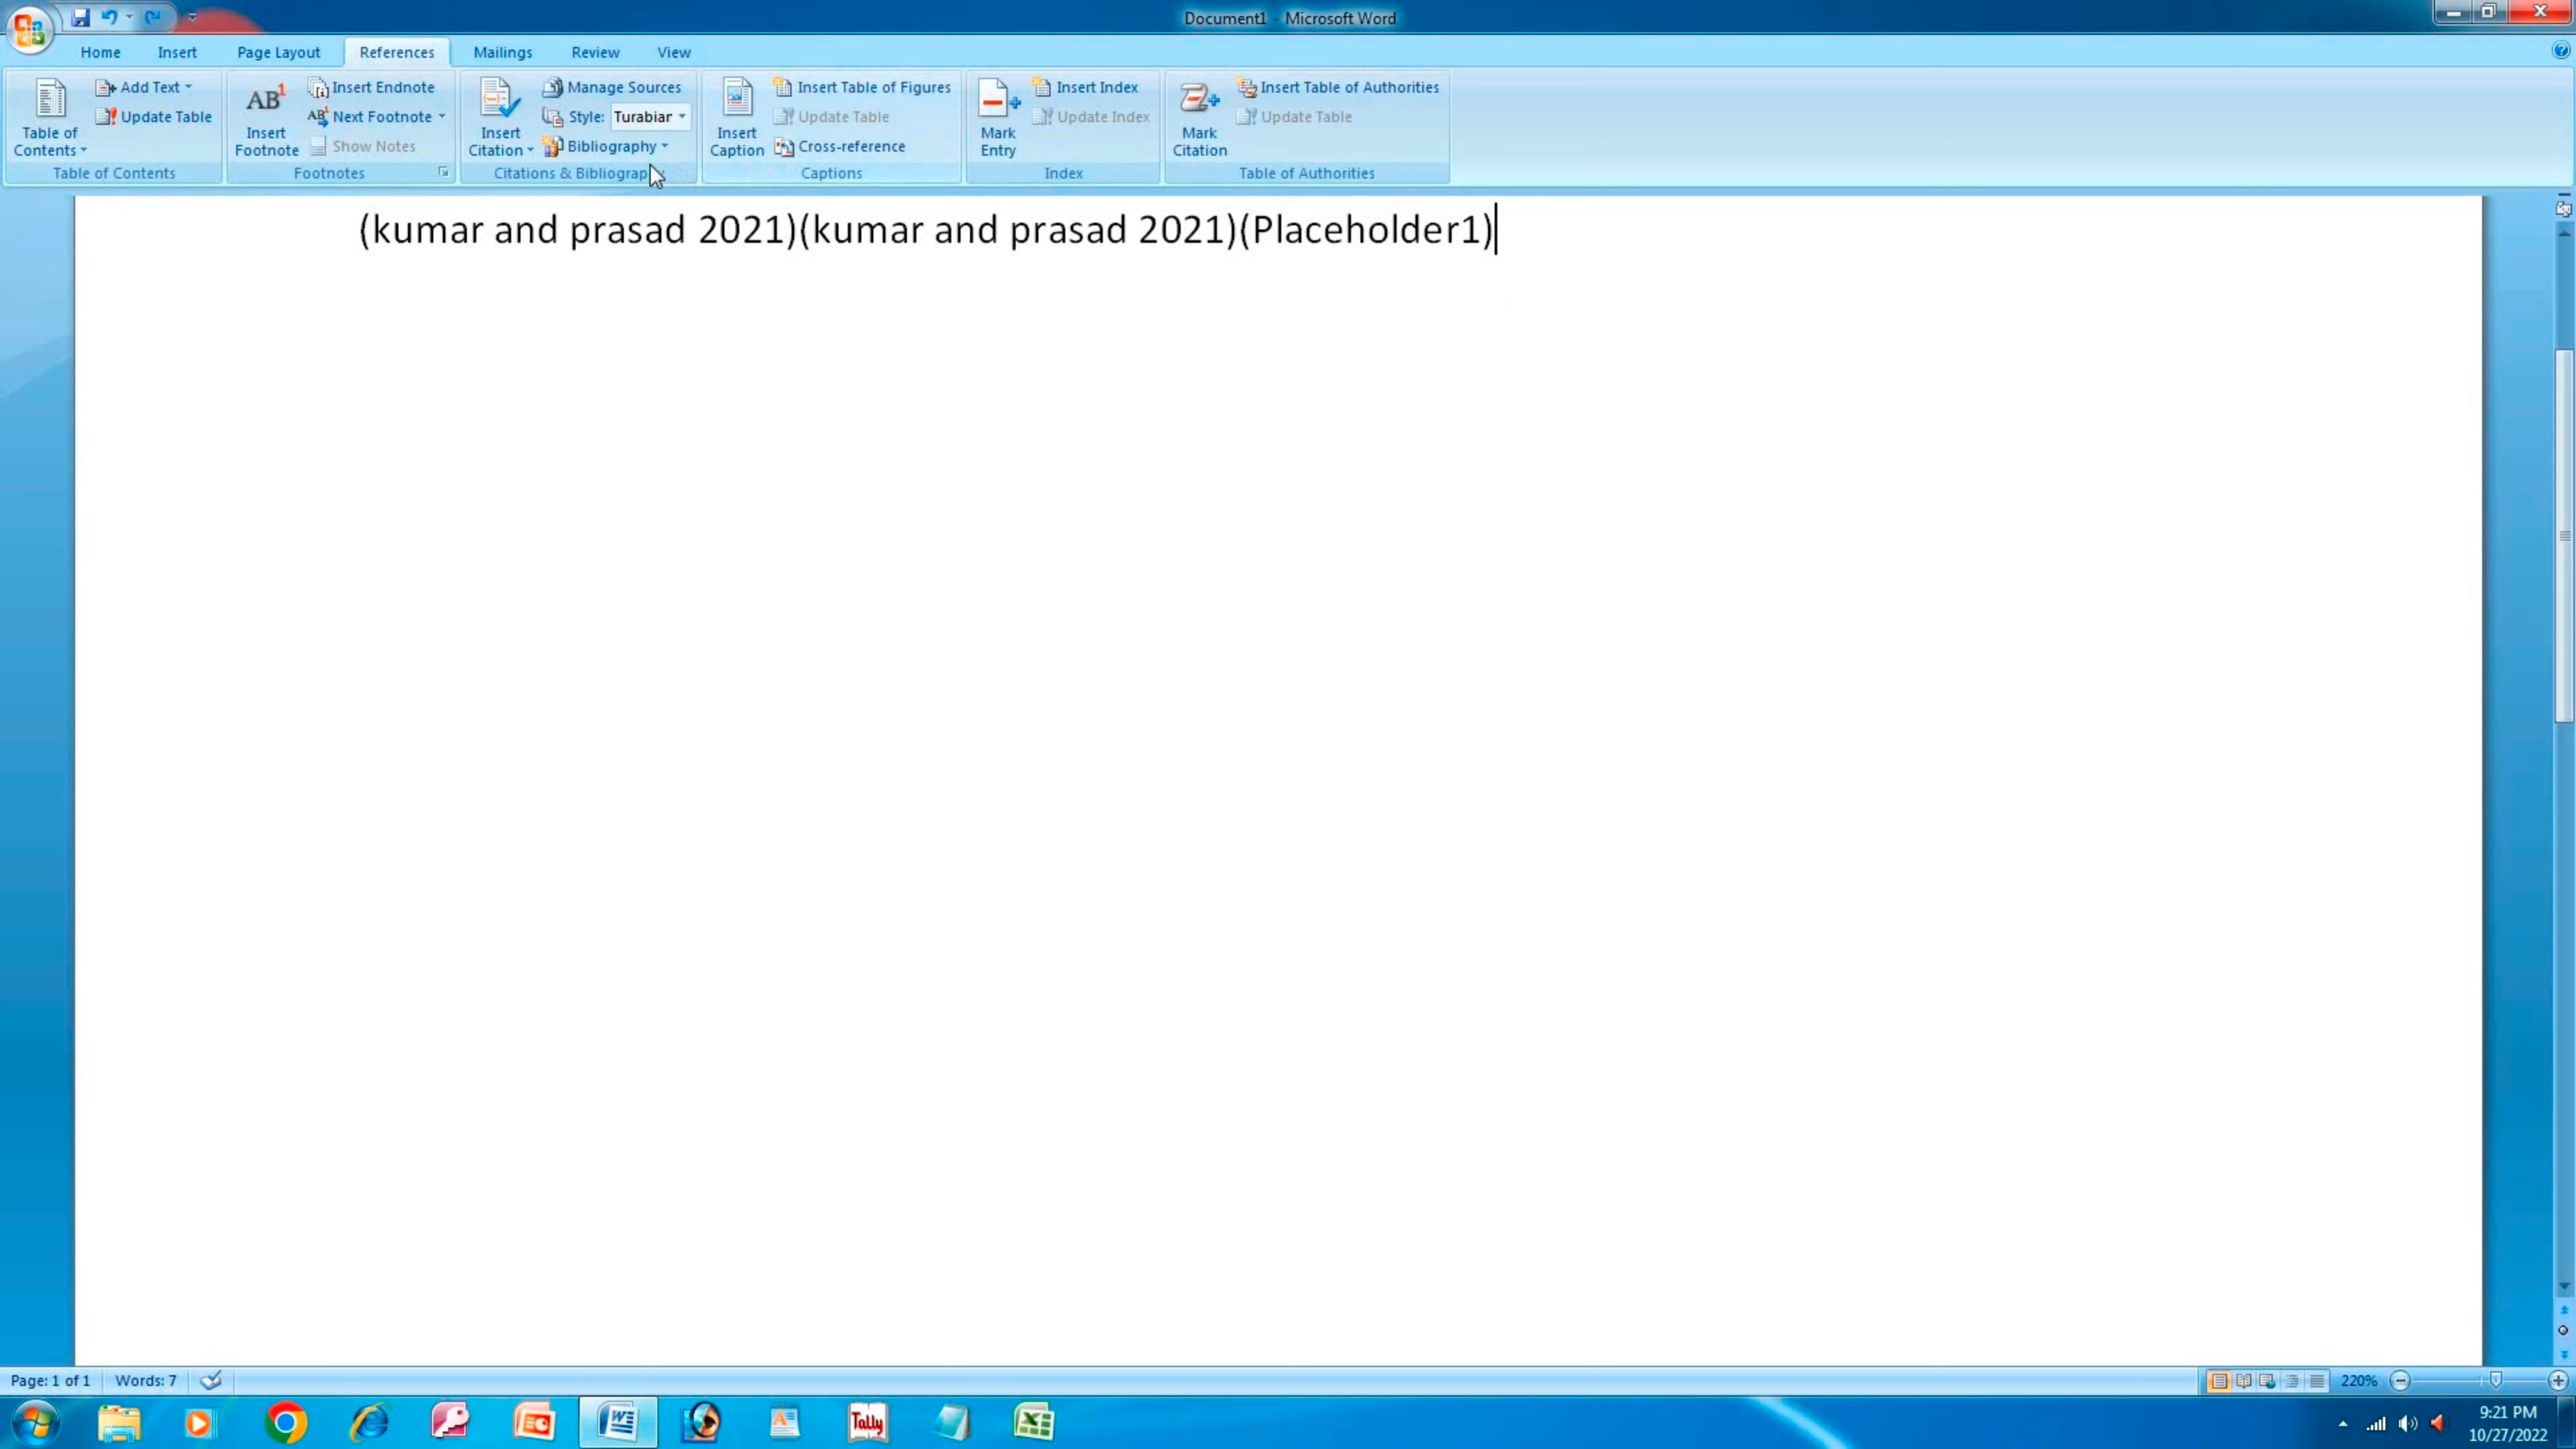 Document1 - Microsoft Word
Home Insert Page Layout References Mailings Review View
Table of Contents
Add Text
Update Table
Table of Contents
AB1
Insert Footnote
Insert Endnote
AB1 Next Footnote
Show Notes
Footnotes
Insert Citation
Manage Sources
Style: Turabian
Bibliography
Citations & Bibliography
Insert Caption
Insert Table of Figures
Update Table
Cross-reference
Captions
Mark Entry
Insert Index
Update Index
Index
Mark Citation
Insert Table of Authorities
Update Table
Table of Authorities
(kumar and prasad 2021)(kumar and prasad 2021)(Placeholder1)
Page: 1 of 1 Words: 7
220%
Tally
9:21 PM
10/27/2022